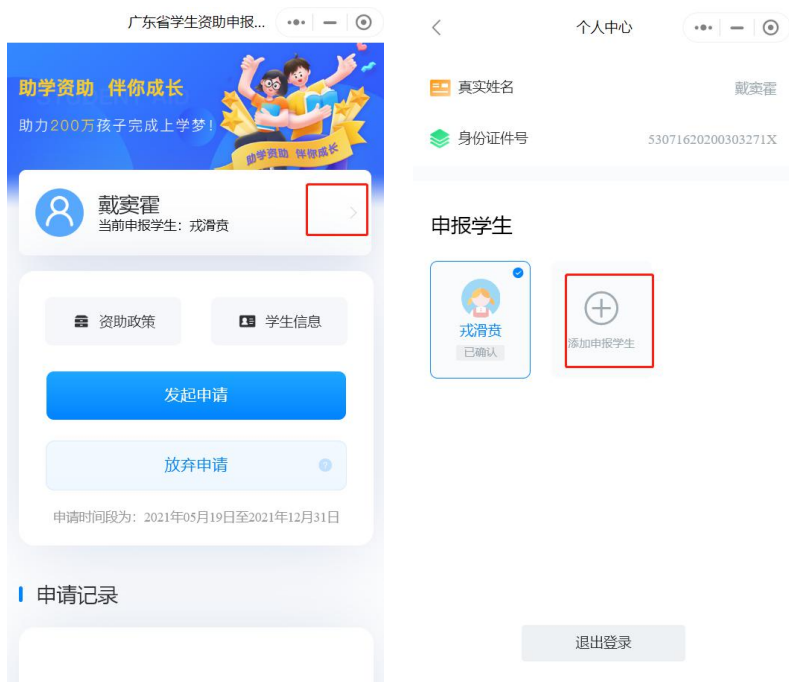 广东省学生资助申报...
助学资助 伴你成长
助力200万孩子完成上学梦！
助学资助 伴你成长
戴窦霍
当前申报学生：戎滑贲
资助政策
学生信息
发起申请
放弃申请
申请时间段为：2021年05月19日至2021年12月31日
申请记录
个人中心
真实姓名
戴窦霍
身份证件号
53071620200303271X
申报学生
戎滑贲
已确认
添加申报学生
退出登录